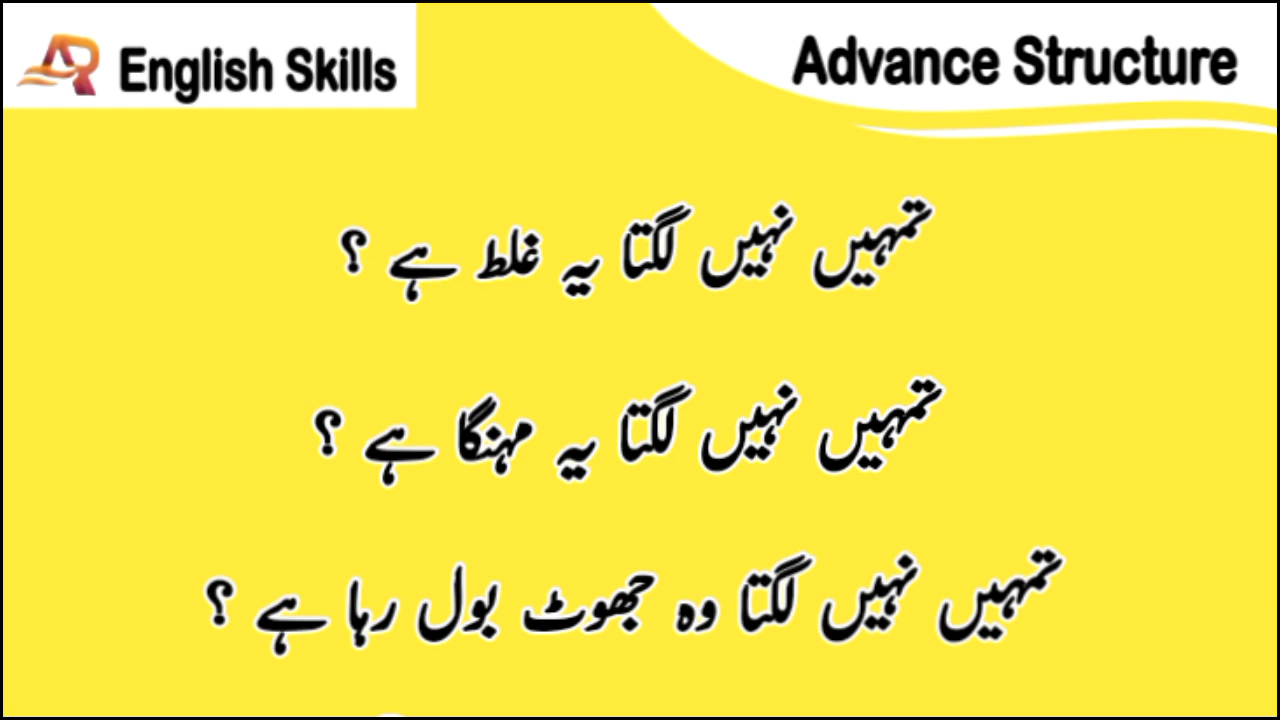 AR English Skills
Advance Structure
تمہیں نہیں لگتا یہ غلط ہے ؟
تمہیں نہیں لگتا یہ مہنگا ہے ؟
تمہیں نہیں لگتا وہ جھوٹ بول رہا ہے ؟